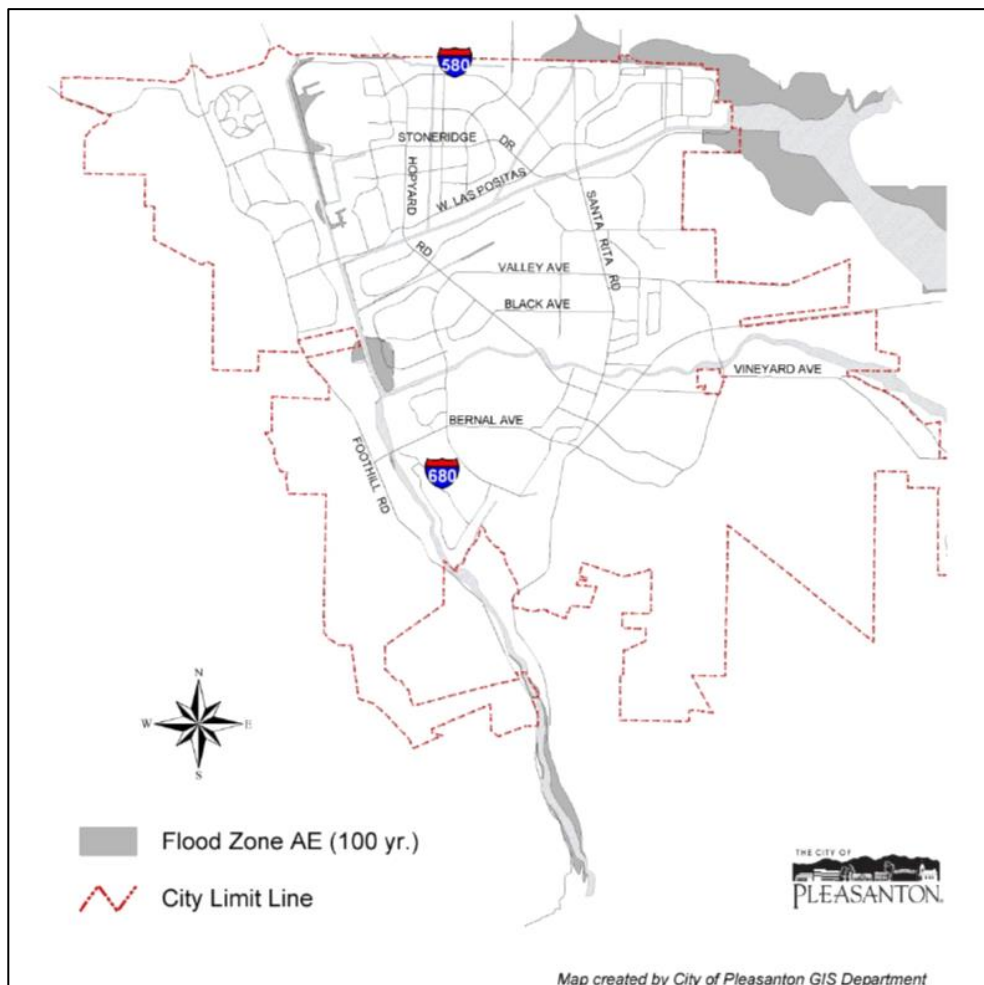 580
STONERIDGE DR
HOPYARD RD
W. LAS POSITAS
SANTA RITA RD
VALLEY AVE
BLACK AVE
VINEYARD AVE
BERNAL AVE
FOOTHILL RD
680
N
W E
S
Flood Zone AE (100 yr.)
City Limit Line
THE CITY OF
PLEASANTON.
Map created by City of Pleasanton GIS Department